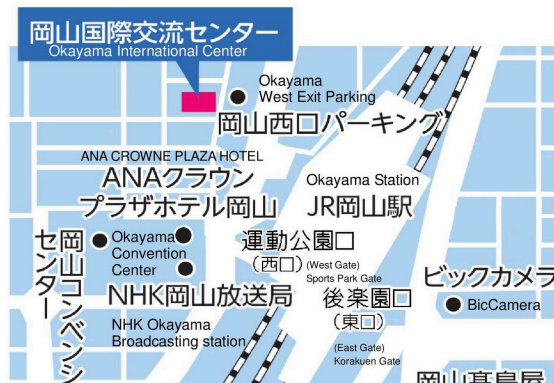 岡山国際交流センター
Okayama International Center
Okayama
West Exit Parking
岡山西口パーキング
ANA CROWNE PLAZA HOTEL
ANAクラウン
プラザホテル岡山
Okayama Station
JR岡山駅
岡山コンベンシ
センター
Okayama
Convention
Center
運動公園口
(西口)
(West Gate)
Sports Park Gate
NHK岡山放送局
NHK Okayama
Broadcasting station
後楽園口
(東口)
(East Gate)
Korakuen Gate
ビックカメラ
BicCamera
岡山髙島屋